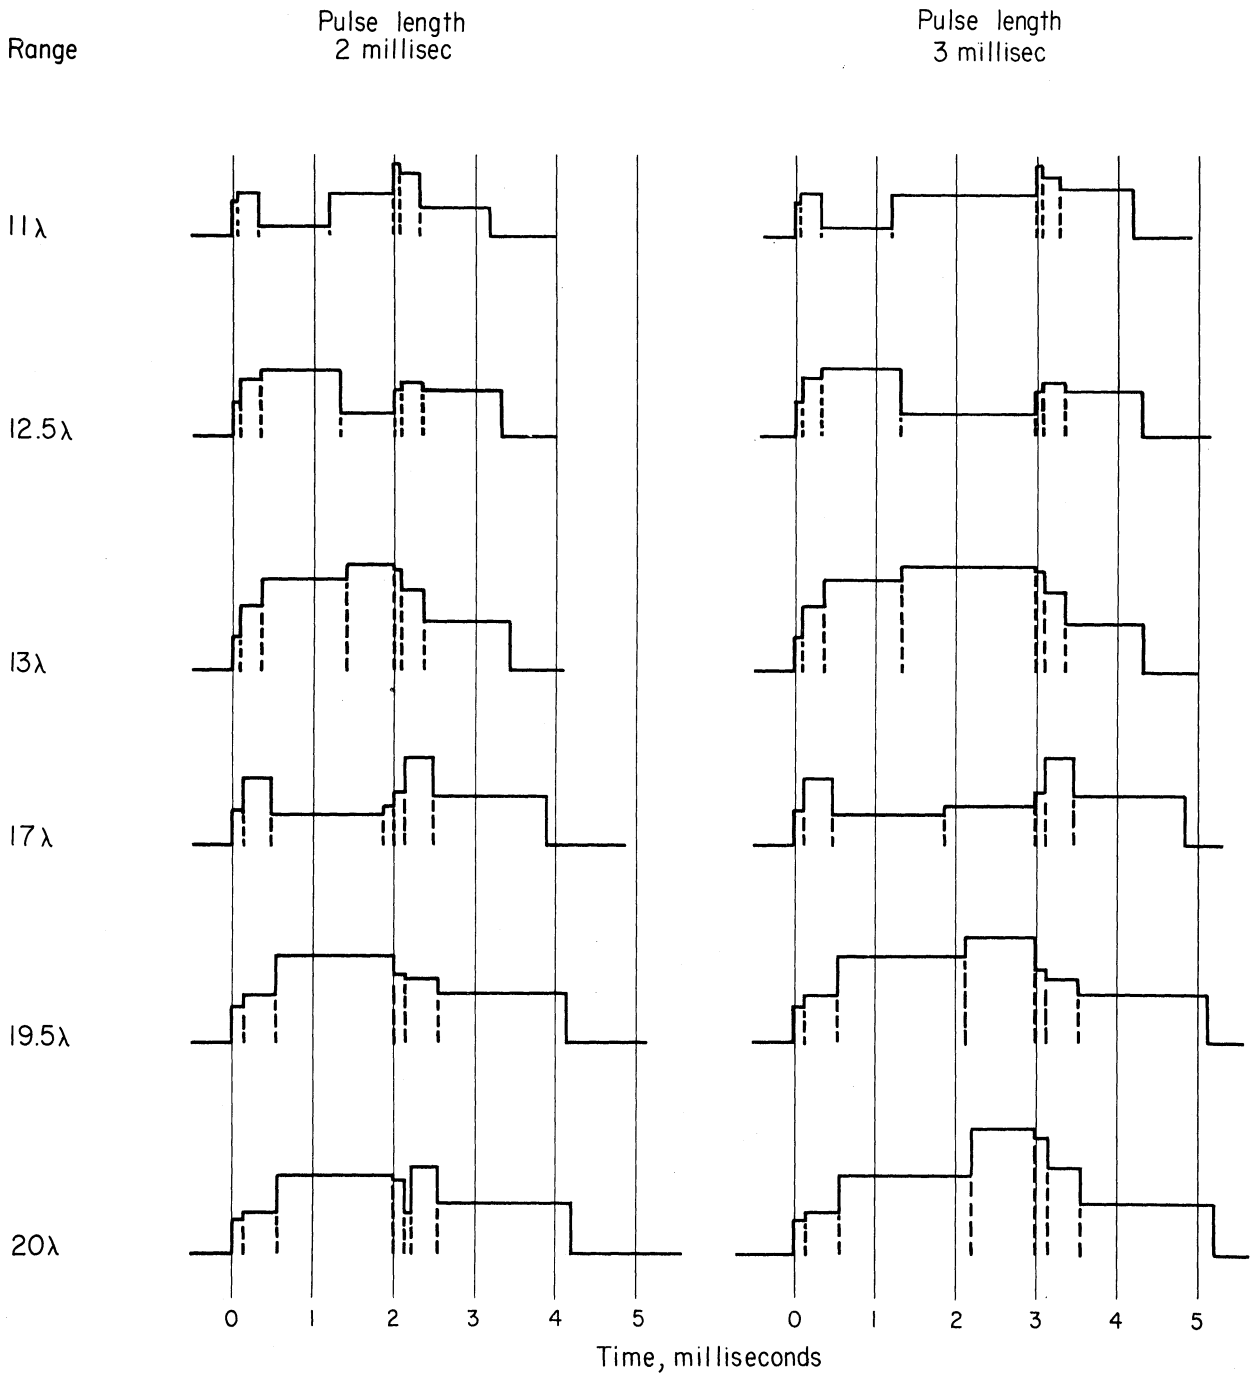 Range
Pulse length
2 millisec
Pulse length
3 millisec
11λ
12.5λ
13λ
17λ
19.5λ
20λ
0 1 2 3 4 5
0 1 2 3 4 5
Time, milliseconds